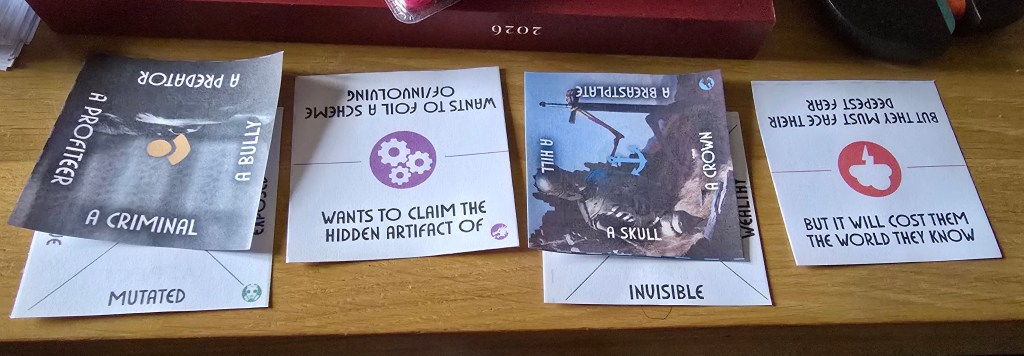 2026
A PREDATOR
A PROFITEER
A BULLY
A CRIMINAL
MUTATED
WANTS TO FOIL A SCHEME
OF/INVOLVING
WANTS TO CLAIM THE
HIDDEN ARTIFACT OF
A BREASTPLATE
A HILL
A CROWN
A SKULL
WEALTHY
INVISIBLE
BUT THEY MUST FACE THEIR
DEEPEST FEAR
BUT IT WILL COST THEM
THE WORLD THEY KNOW